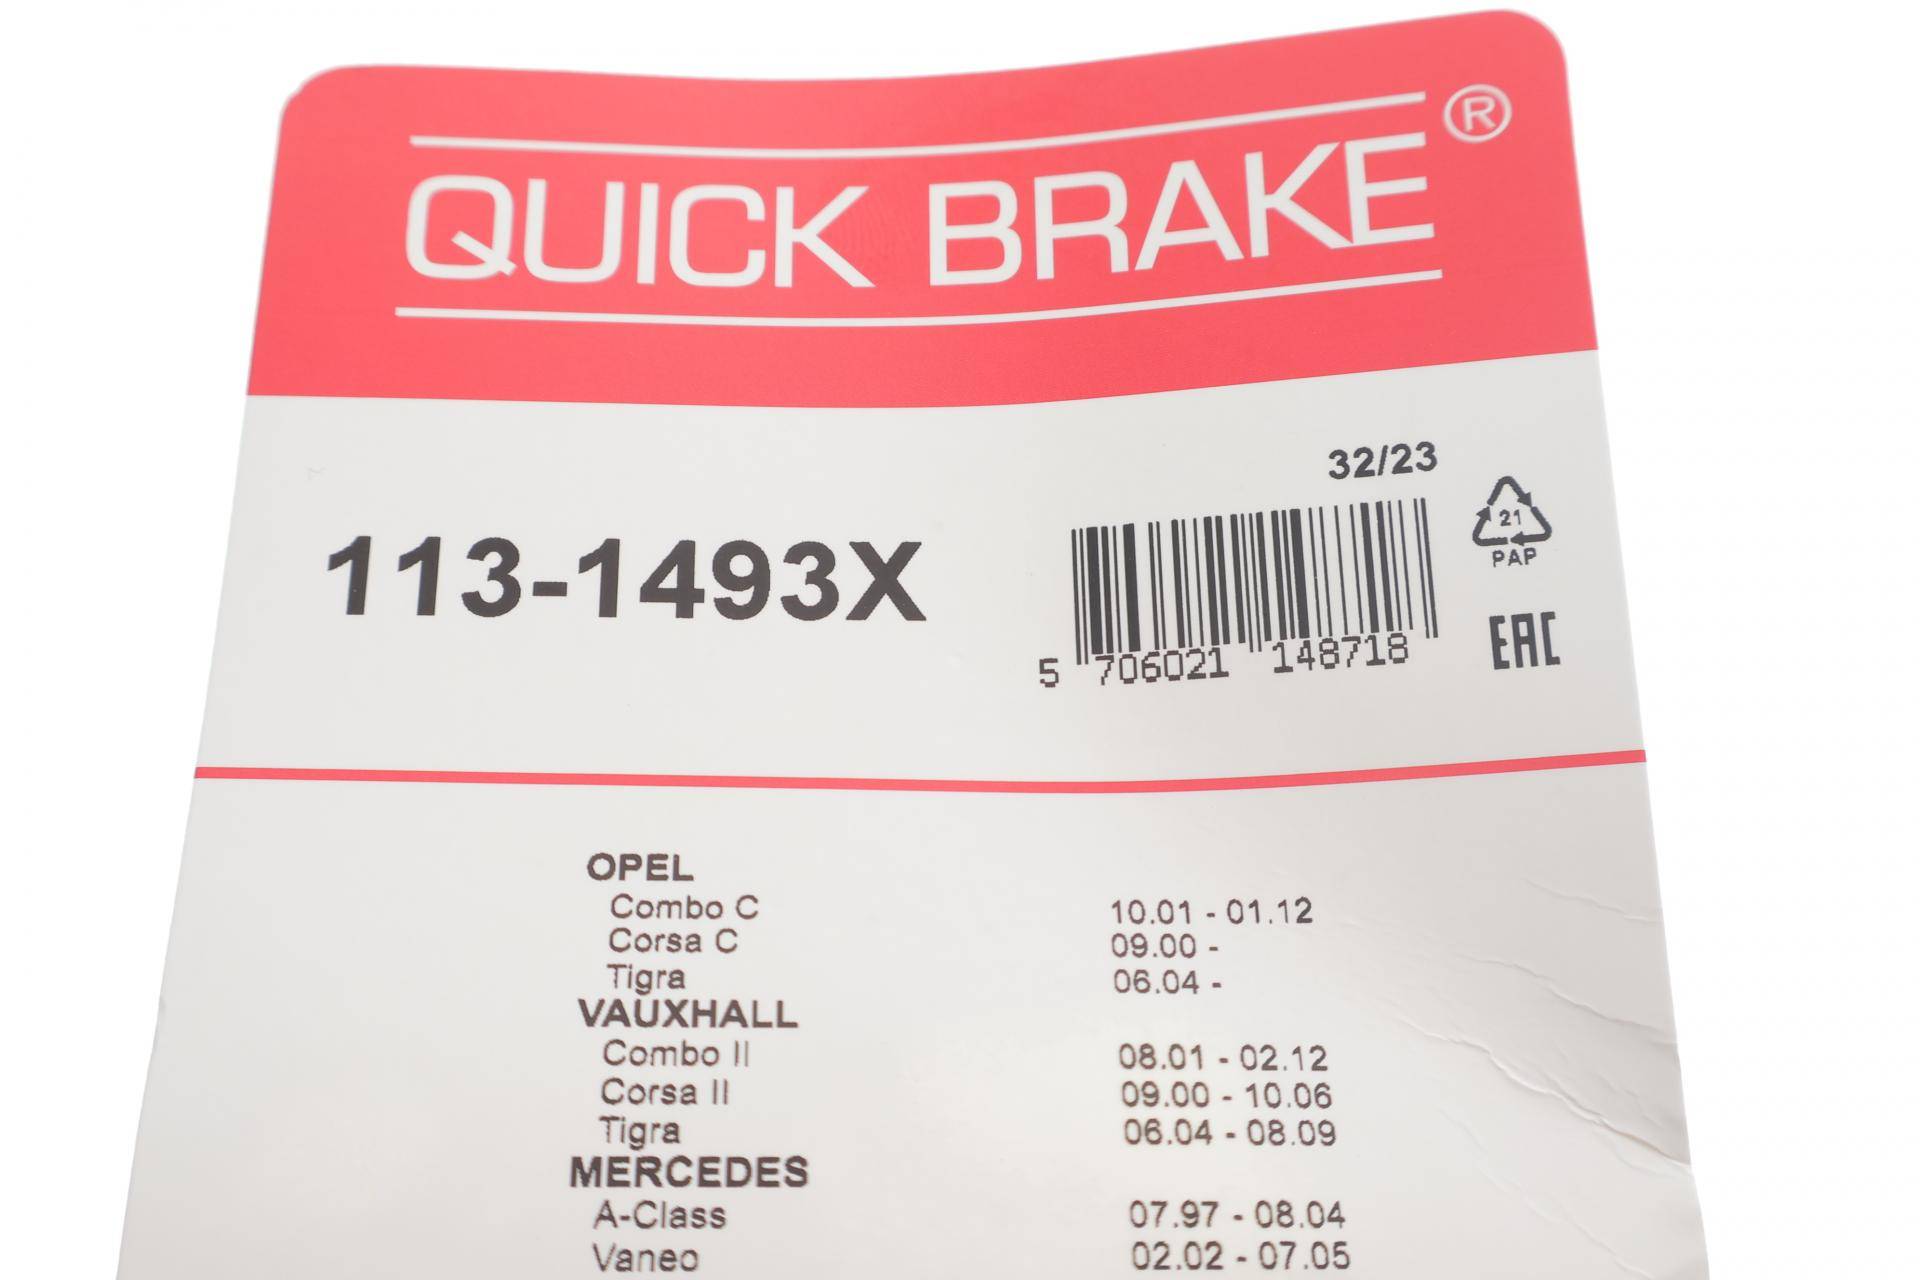 QUICK BRAKE ®
32/23
113-1493X
21
PAP
5 706021 148718
EAC
OPEL
Combo C 10.01 - 01.12
Corsa C 09.00 -
Tigra 06.04 -
VAUXHALL
Combo II 08.01 - 02.12
Corsa II 09.00 - 10.06
Tigra 06.04 - 08.09
MERCEDES
A-Class 07.97 - 08.04
Vaneo 02.02 - 07.05